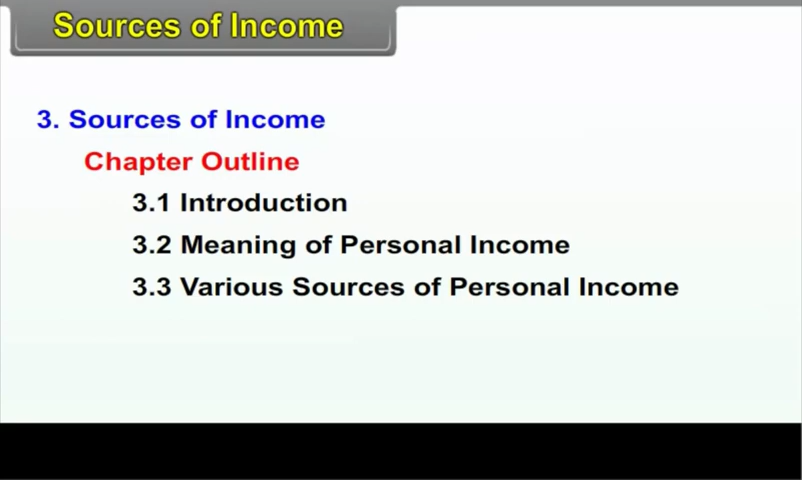 Sources of Income
3. Sources of Income
Chapter Outline
3.1 Introduction
3.2 Meaning of Personal Income
3.3 Various Sources of Personal Income